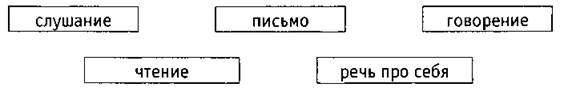 слушание письмо говорение
чтение речь про себя